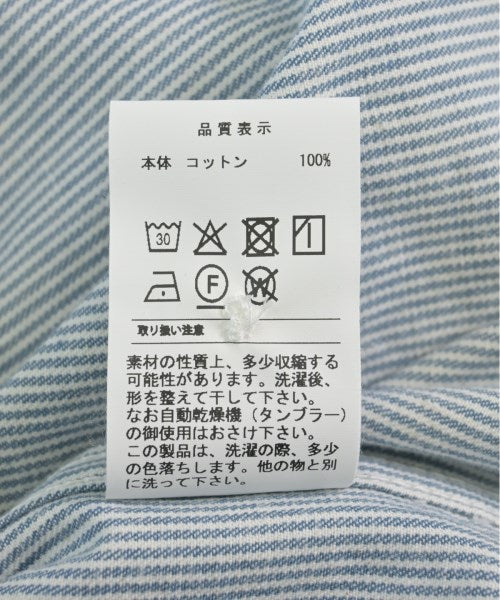 品質表示
本体 コットン 100%
30
F W
取り扱い注意
素材の性質上、多少収縮する
可能性があります。洗濯後、
形を整えて干して下さい。
なお自動乾燥機（タンブラー）
の御使用はおさけ下さい。
この製品は、洗濯の際、多少
の色落ちします。他の物と別
に洗って下さい。